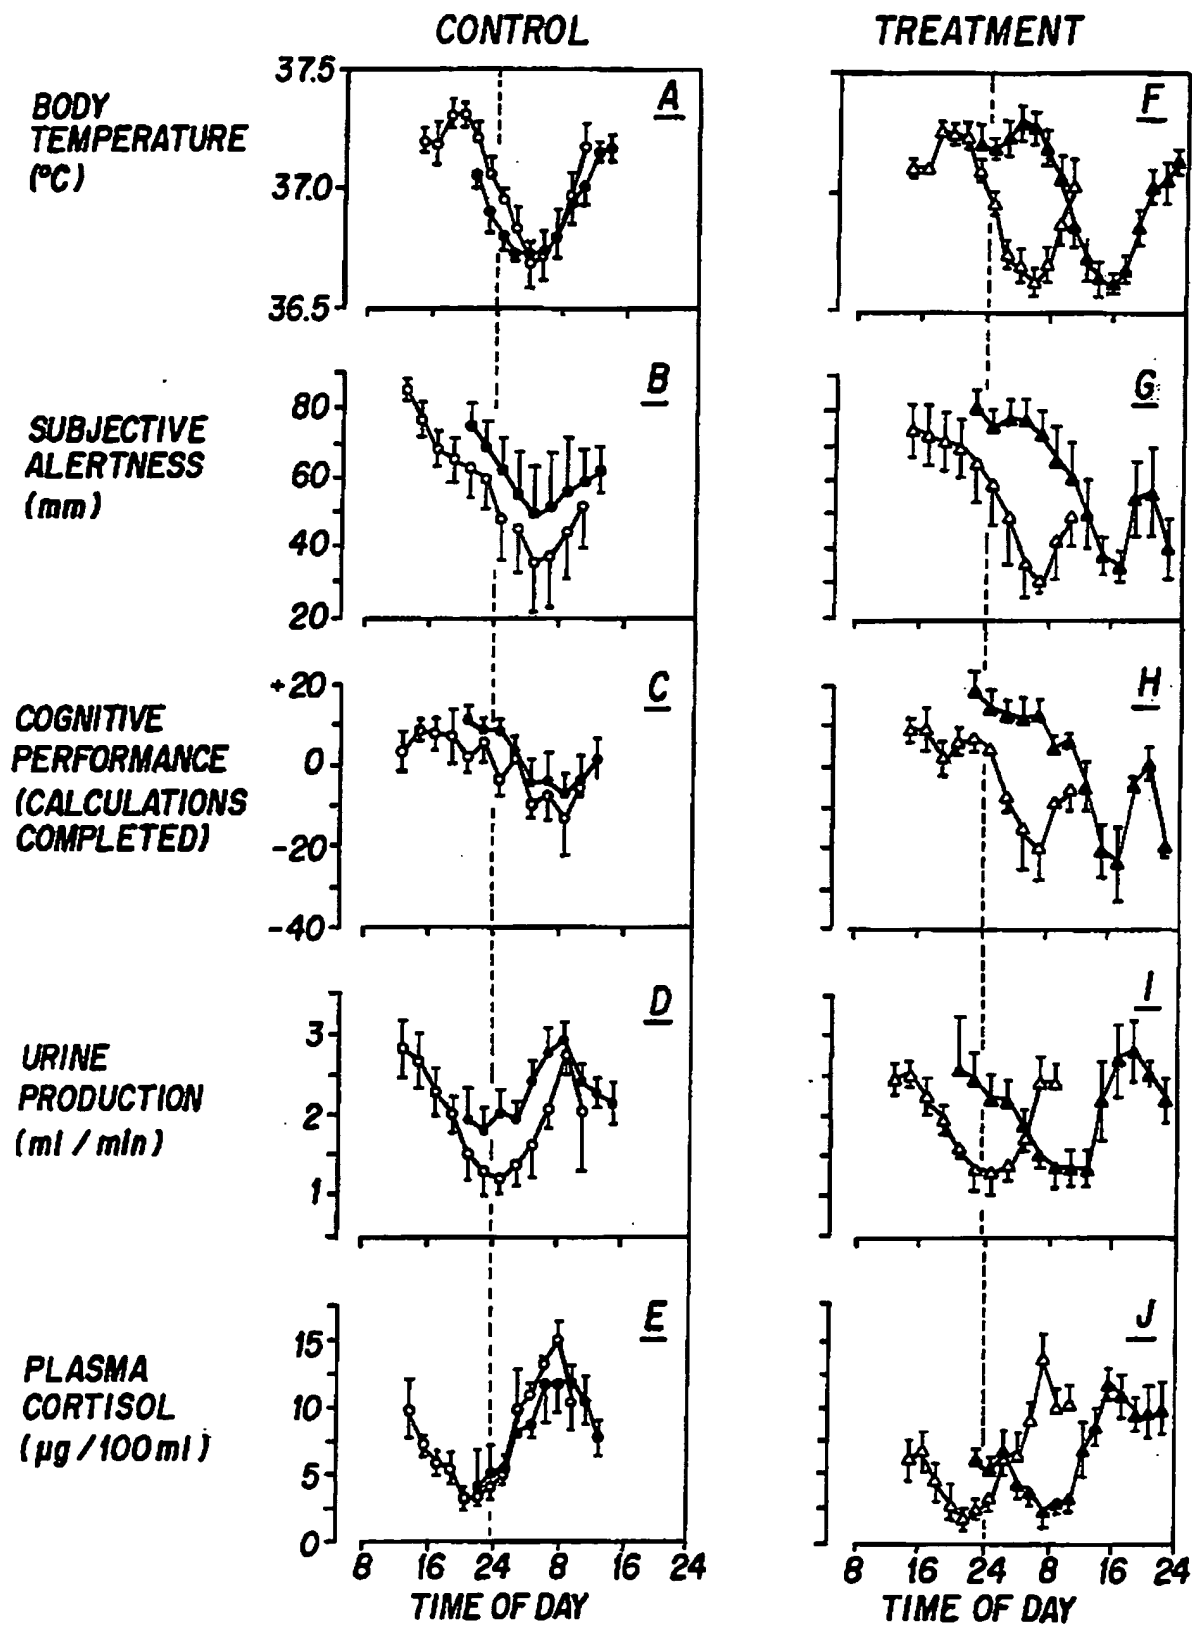 CONTROL
TREATMENT
BODY
TEMPERATURE
(°C)
37.5
37.0
36.5
A
F
SUBJECTIVE
ALERTNESS
(mm)
80
60
40
20
B
G
COGNITIVE
PERFORMANCE
(CALCULATIONS
COMPLETED)
+20
0
-20
-40
C
H
URINE
PRODUCTION
(ml / min)
3
2
1
D
I
PLASMA
CORTISOL
(µg /100ml)
15
10
5
0
E
J
8 16 24 8 16 24
TIME OF DAY
8 16 24 8 16 24
TIME OF DAY